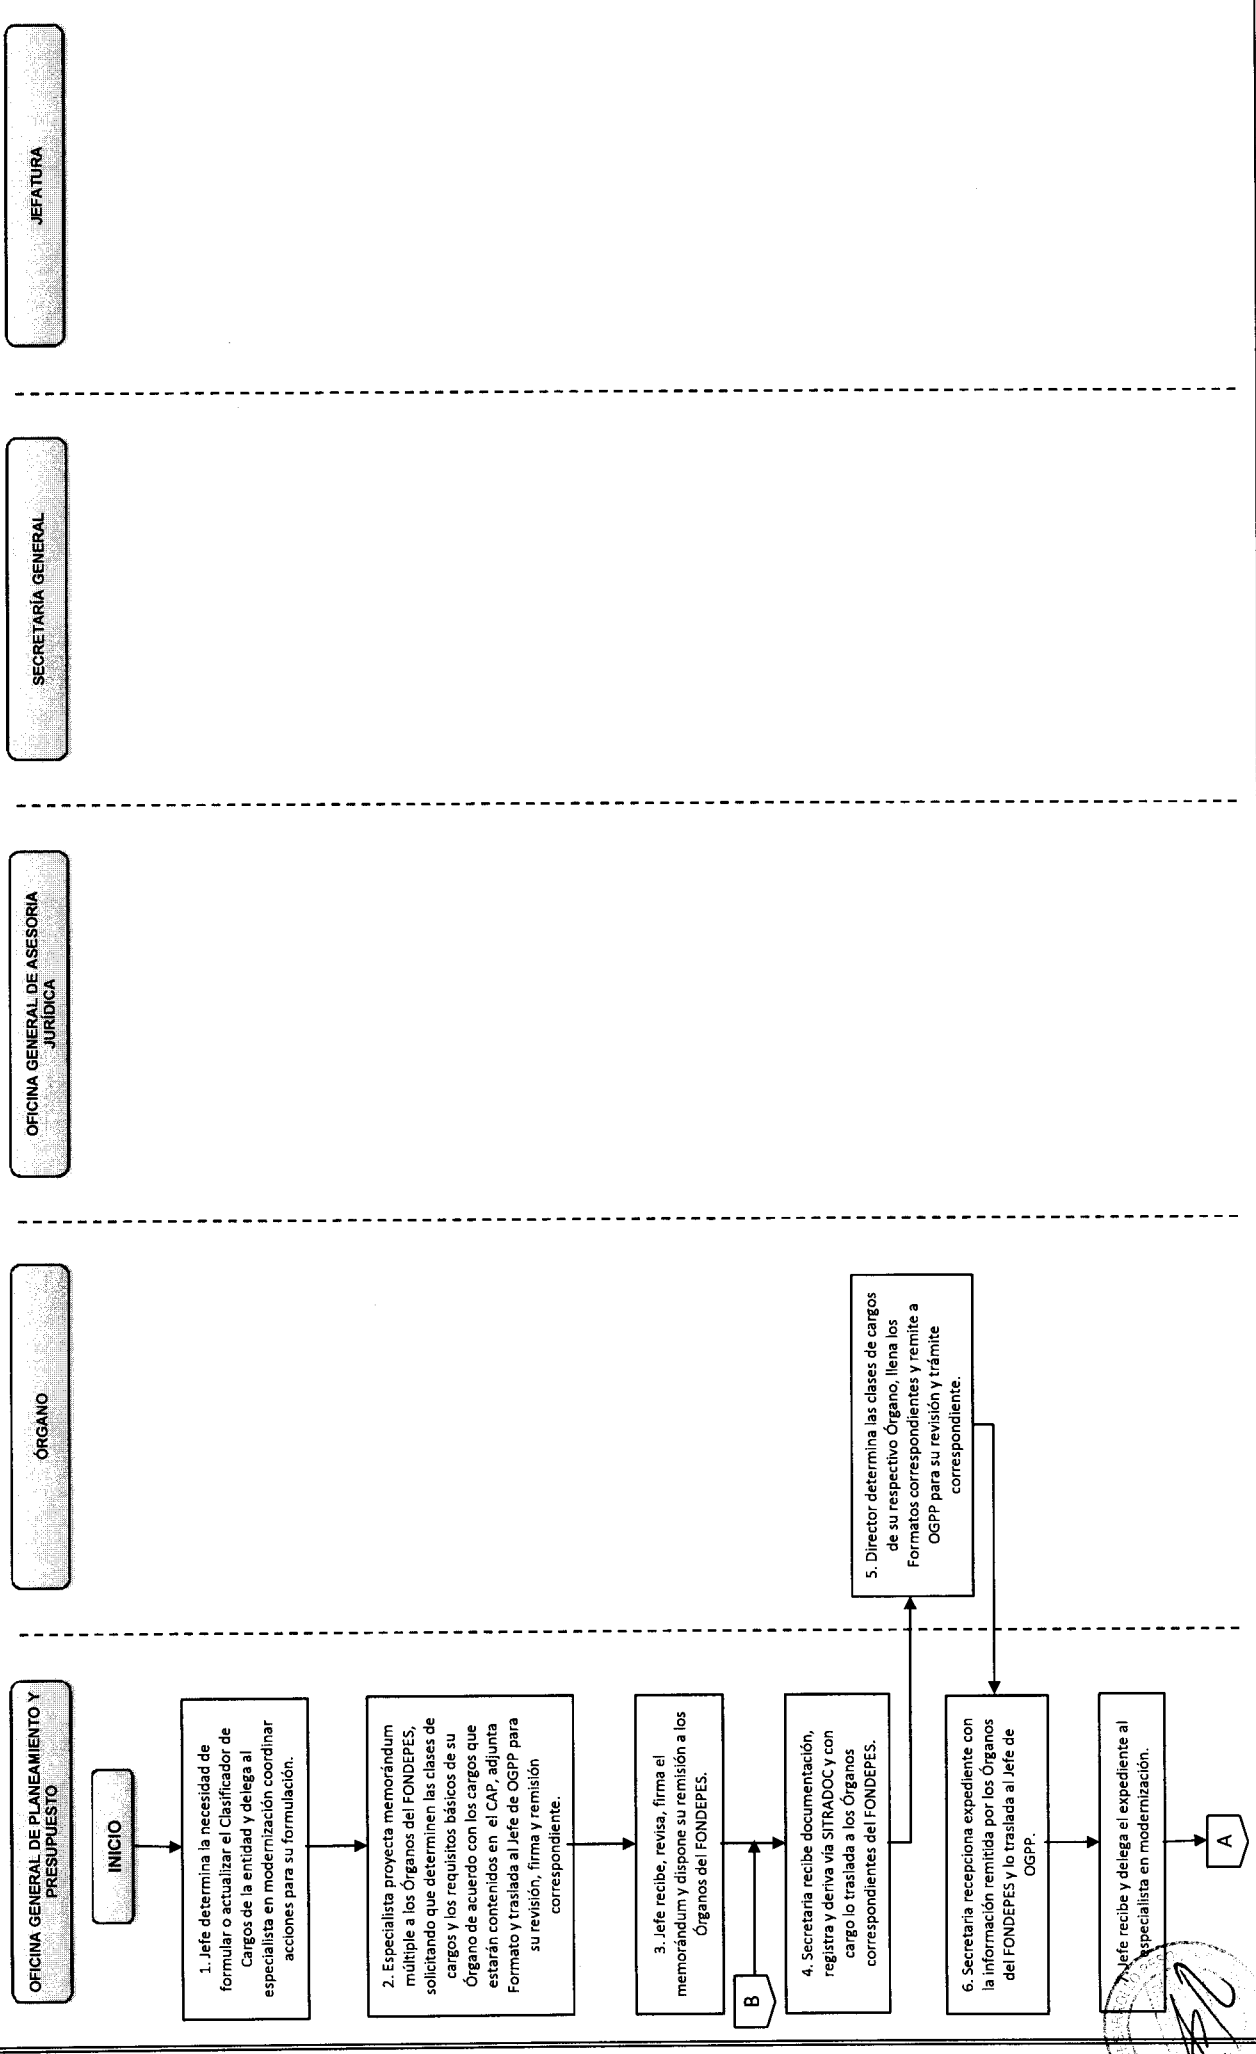 OFICINA GENERAL DE PLANEAMIENTO Y
PRESUPUESTO
ÓRGANO
OFICINA GENERAL DE ASESORIA
JURÍDICA
SECRETARÍA GENERAL
JEFATURA
INICIO
1. Jefe determina la necesidad de
formular o actualizar el Clasificador de
Cargos de la entidad y delega al
especialista en modernización coordinar
acciones para su formulación.
2. Especialista proyecta memorándum
múltiple a los Órganos del FONDEPES,
solicitando que determinen las clases de
cargos y los requisitos básicos de su
Órgano de acuerdo con los cargos que
estarán contenidos en el CAP, adjunta
Formato y traslada al Jefe de OGPP para
su revisión, firma y remisión
correspondiente.
3. Jefe recibe, revisa, firma el
memorándum y dispone su remisión a los
Órganos del FONDEPES.
B
4. Secretaria recibe documentación,
registra y deriva vía SITRADOC y con
cargo lo traslada a los Órganos
correspondientes del FONDEPES.
5. Director determina las clases de cargos
de su respectivo Órgano, llena los
Formatos correspondientes y remite a
OGPP para su revisión y trámite
correspondiente.
6. Secretaria recepciona expediente con
la información remitida por los Órganos
del FONDEPES y lo traslada al Jefe de
OGPP.
7. Jefe recibe y delega el expediente al
especialista en modernización.
A